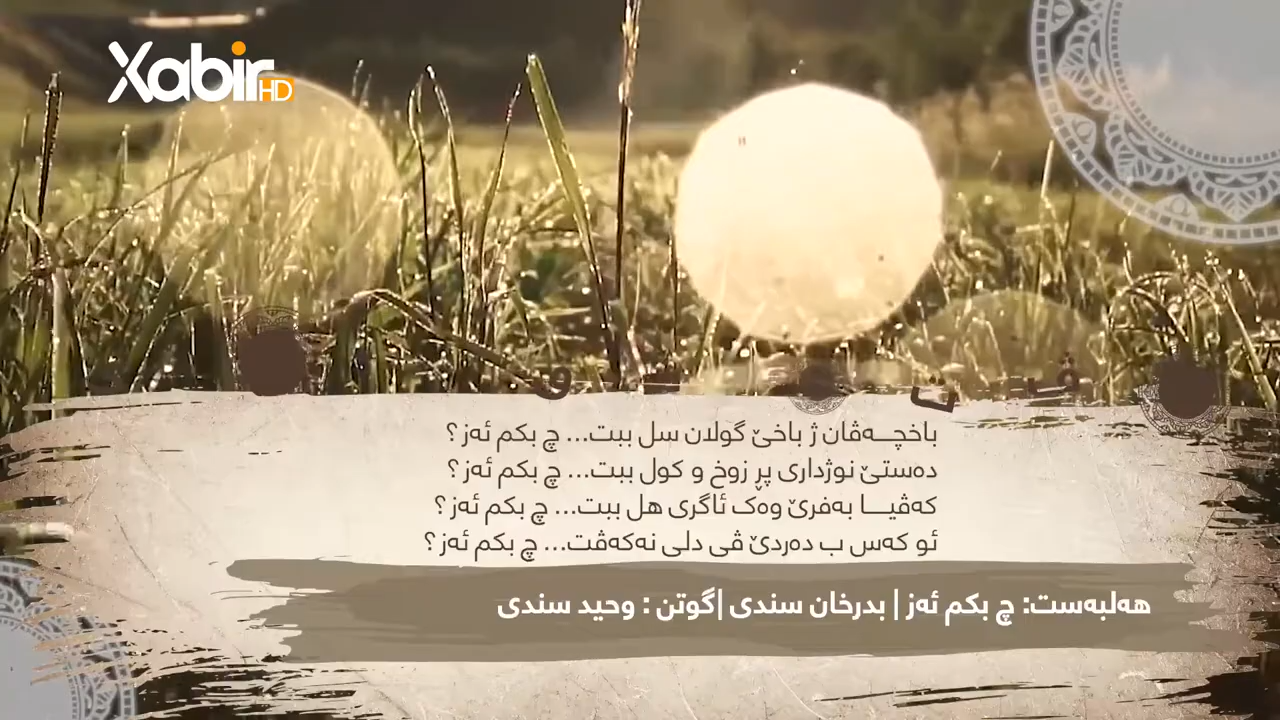 Xabir HD
باخچـــەڤان ژ باخێ گولان سل ببت... چ بکم ئەز ؟
دەستێ نوژداری پڕ زوخ و کول ببت... چ بکم ئەز ؟
کەڤیـــا بەفرێ وەک ئاگری هل ببت... چ بکم ئەز ؟
ئو کەس ب دەردێ ڤی دلی نەکەڤت... چ بکم ئەز ؟
هەلبەست: چ بکم ئەز | بدرخان سندی |گوتن : وحید سندی